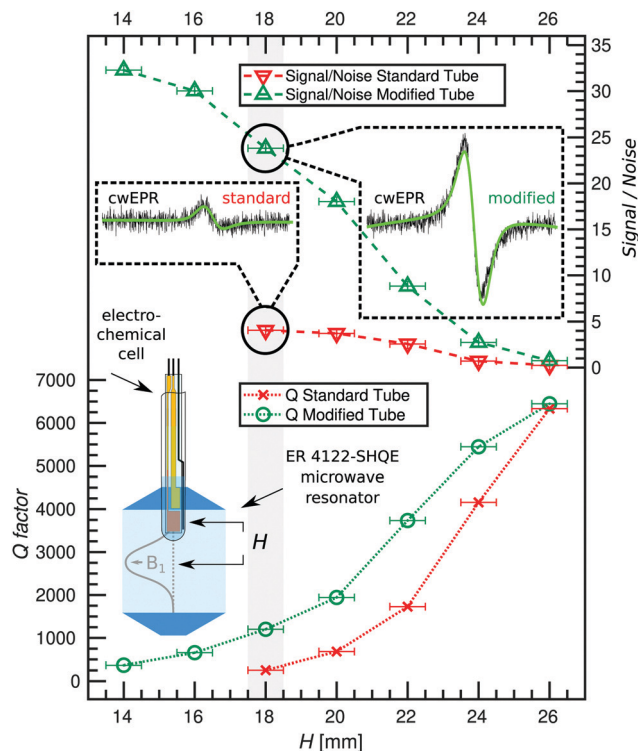 14 16 18 20 22 24 26
Signal/Noise Standard Tube
Signal/Noise Modified Tube
35
30
25
20
15
10
5
0
Signal / Noise
cwEPR standard
cwEPR modified
electro-
chemical
cell
Q Standard Tube
Q Modified Tube
ER 4122-SHQE
microwave
resonator
H
B1
7000
6000
5000
4000
3000
2000
1000
0
Q factor
14 16 18 20 22 24 26
H [mm]